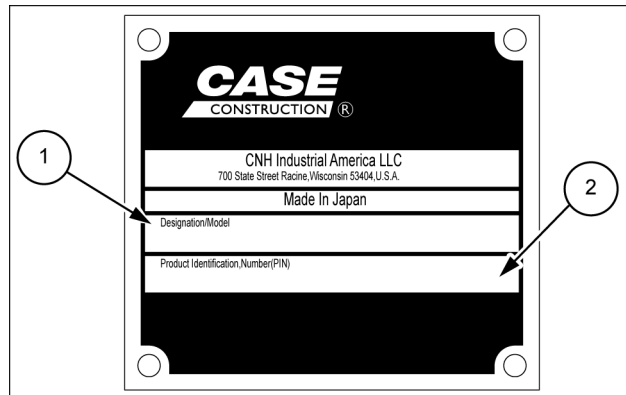 CASE
CONSTRUCTION ®
CNH Industrial America LLC
700 State Street Racine,Wisconsin 53404,U.S.A.
Made In Japan
1
Designation/Model
2
Product Identification,Number(PIN)